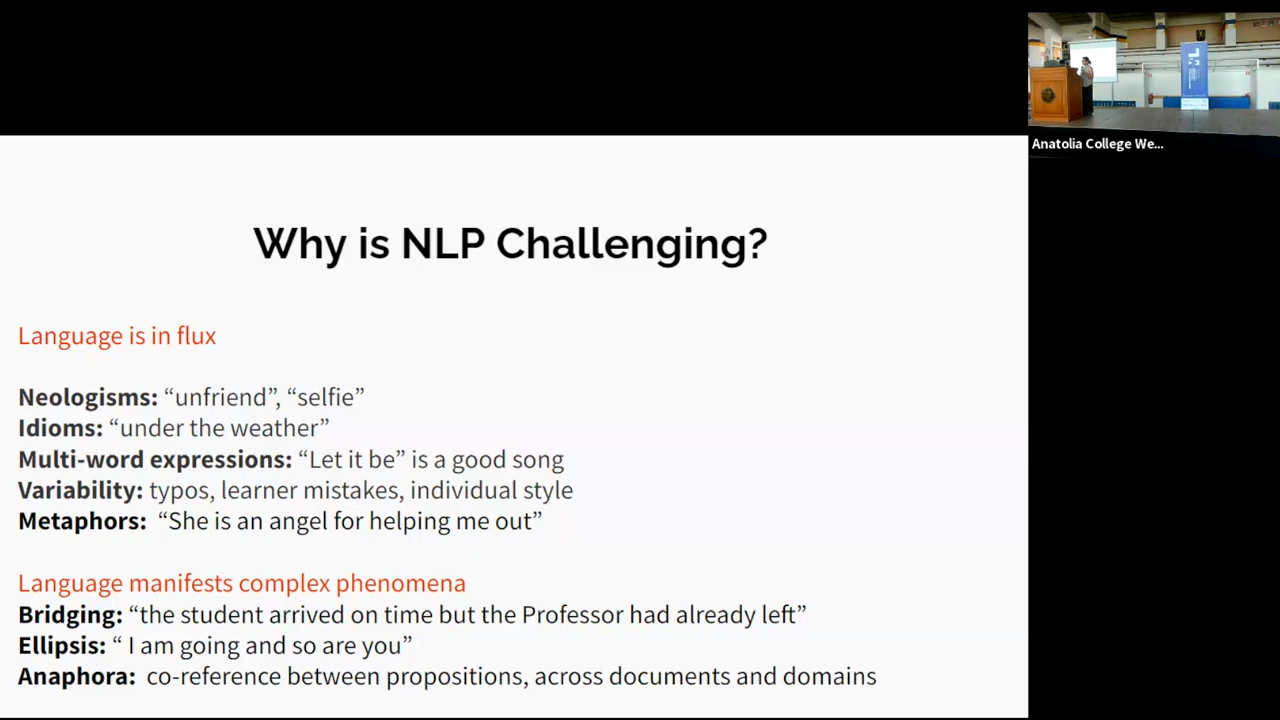 Why is NLP Challenging?
Language is in flux
Neologisms: “unfriend”, “selfie”
Idioms: “under the weather”
Multi-word expressions: “Let it be” is a good song
Variability: typos, learner mistakes, individual style
Metaphors: “She is an angel for helping me out”
Language manifests complex phenomena
Bridging: “the student arrived on time but the Professor had already left”
Ellipsis: “ I am going and so are you”
Anaphora: co-reference between propositions, across documents and domains
Anatolia College We...